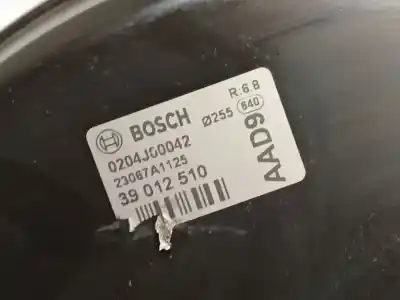 R:6.8
BOSCH Ø255 640
0204J00042
23067A1125
39 012 510
AAD9